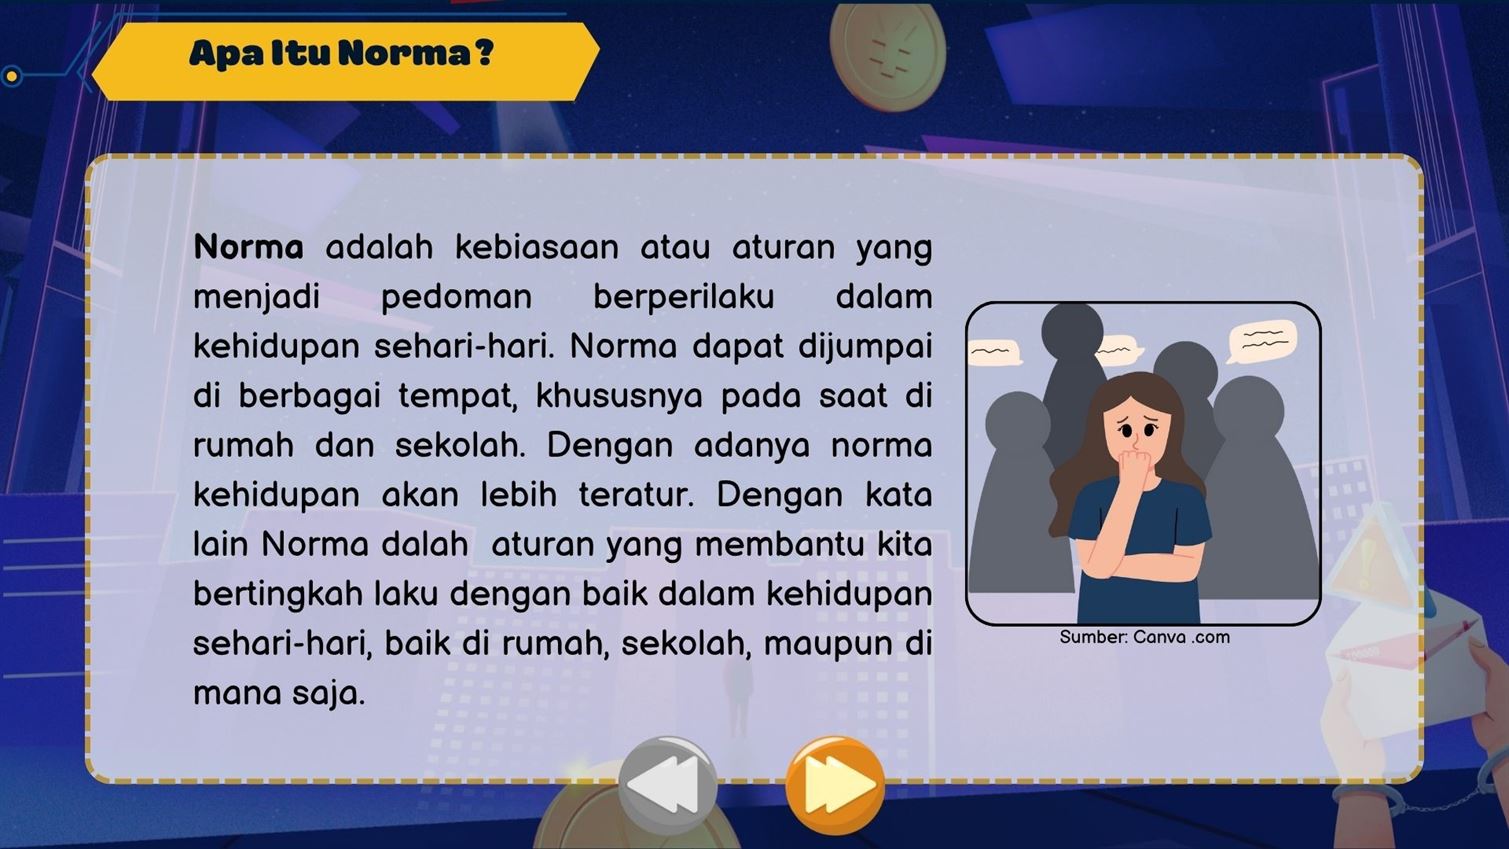 Apa Itu Norma?
Norma adalah kebiasaan atau aturan yang
menjadi pedoman berperilaku dalam
kehidupan sehari-hari. Norma dapat dijumpai
di berbagai tempat, khususnya pada saat di
rumah dan sekolah. Dengan adanya norma
kehidupan akan lebih teratur. Dengan kata
lain Norma dalah aturan yang membantu kita
bertingkah laku dengan baik dalam kehidupan
sehari-hari, baik di rumah, sekolah, maupun di
mana saja.
Sumber: Canva .com